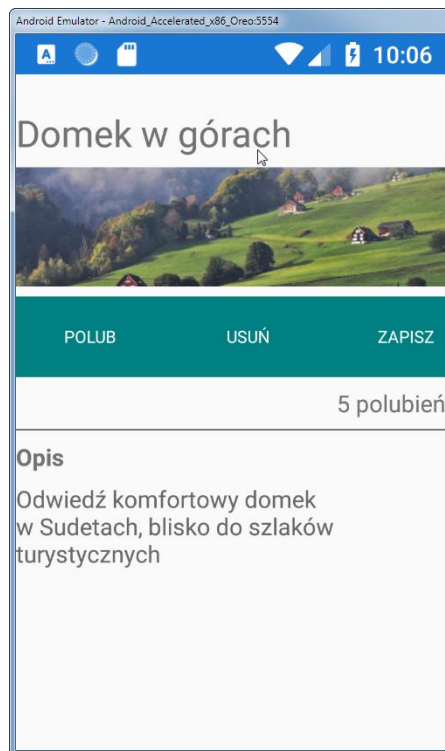 Android Emulator - Android_Accelerated_x86_Oreo:5554
A 10:06
Domek w górach
POLUB USUŃ ZAPISZ
5 polubień
Opis
Odwiedź komfortowy domek
w Sudetach, blisko do szlaków
turystycznych